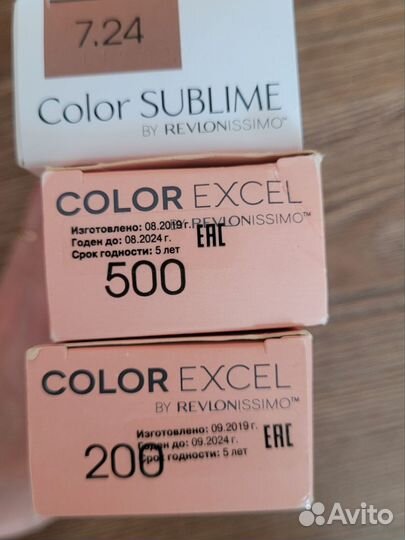 7.24
Color SUBLIME
BY REVLONISSIMO™
COLOR EXCEL
BY REVLONISSIMO™
Изготовлено: 08.2019 г.
Годен до: 08.2024 г.
Срок годности: 5 лет
EAC
500
COLOR EXCEL
BY REVLONISSIMO™
Изготовлено: 09.2019 г.
Годен до: 09.2024 г.
Срок годности: 5 лет
EAC
200
Avito